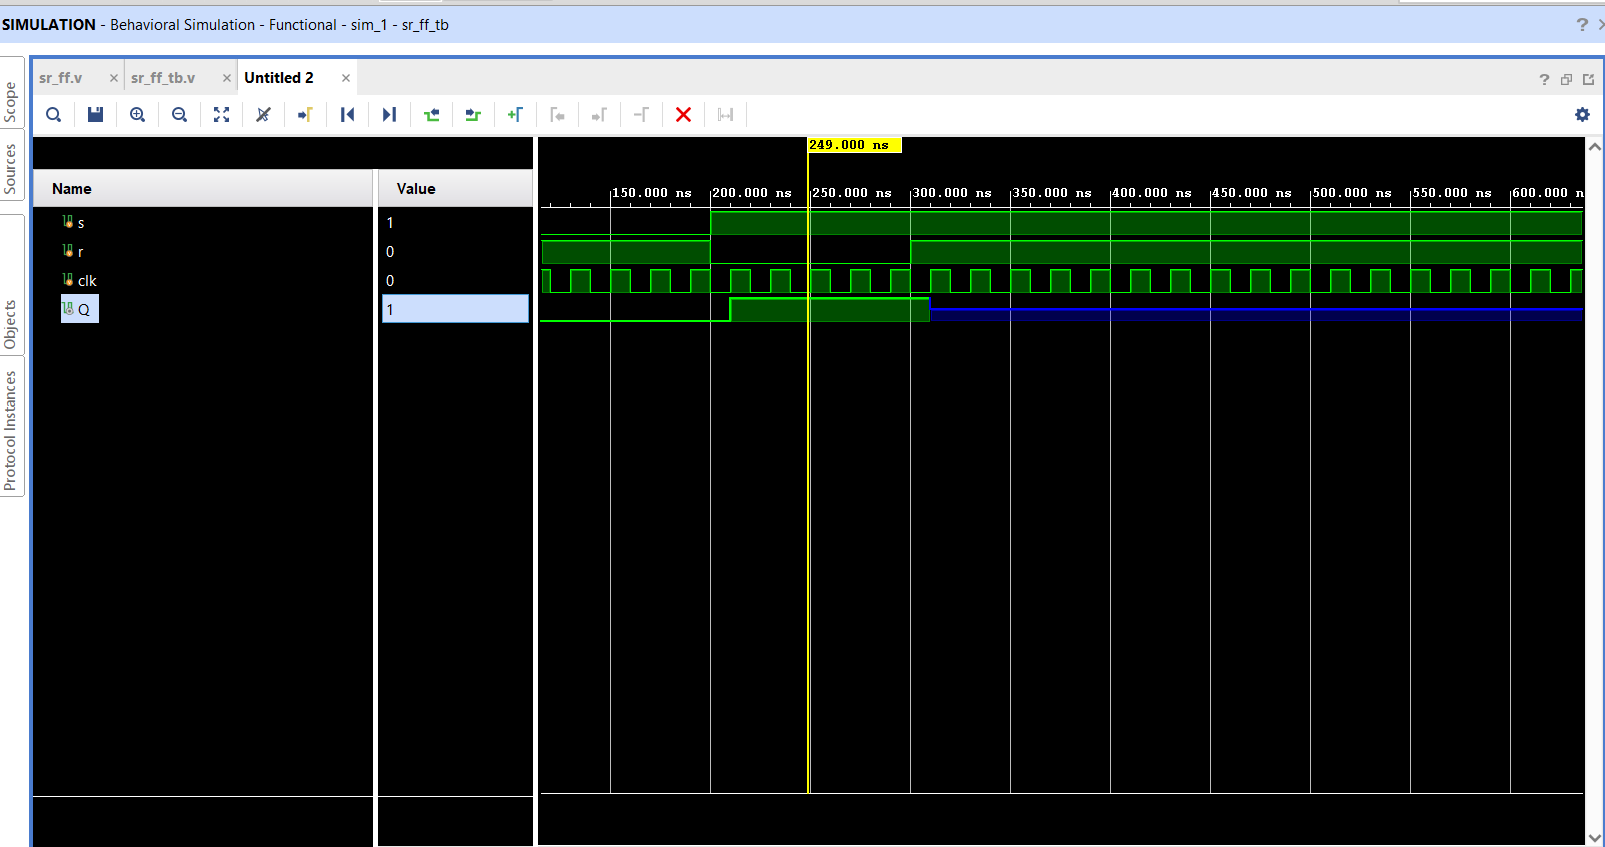 SIMULATION - Behavioral Simulation - Functional - sim_1 - sr_ff_tb
?
Scope
Sources
Objects
Protocol Instances
sr_ff.v
sr_ff_tb.v
Untitled 2
?
249.000 ns
Name
Value
150.000 ns
200.000 ns
250.000 ns
300.000 ns
350.000 ns
400.000 ns
450.000 ns
500.000 ns
550.000 ns
600.000 n
s
1
r
0
clk
0
Q
1